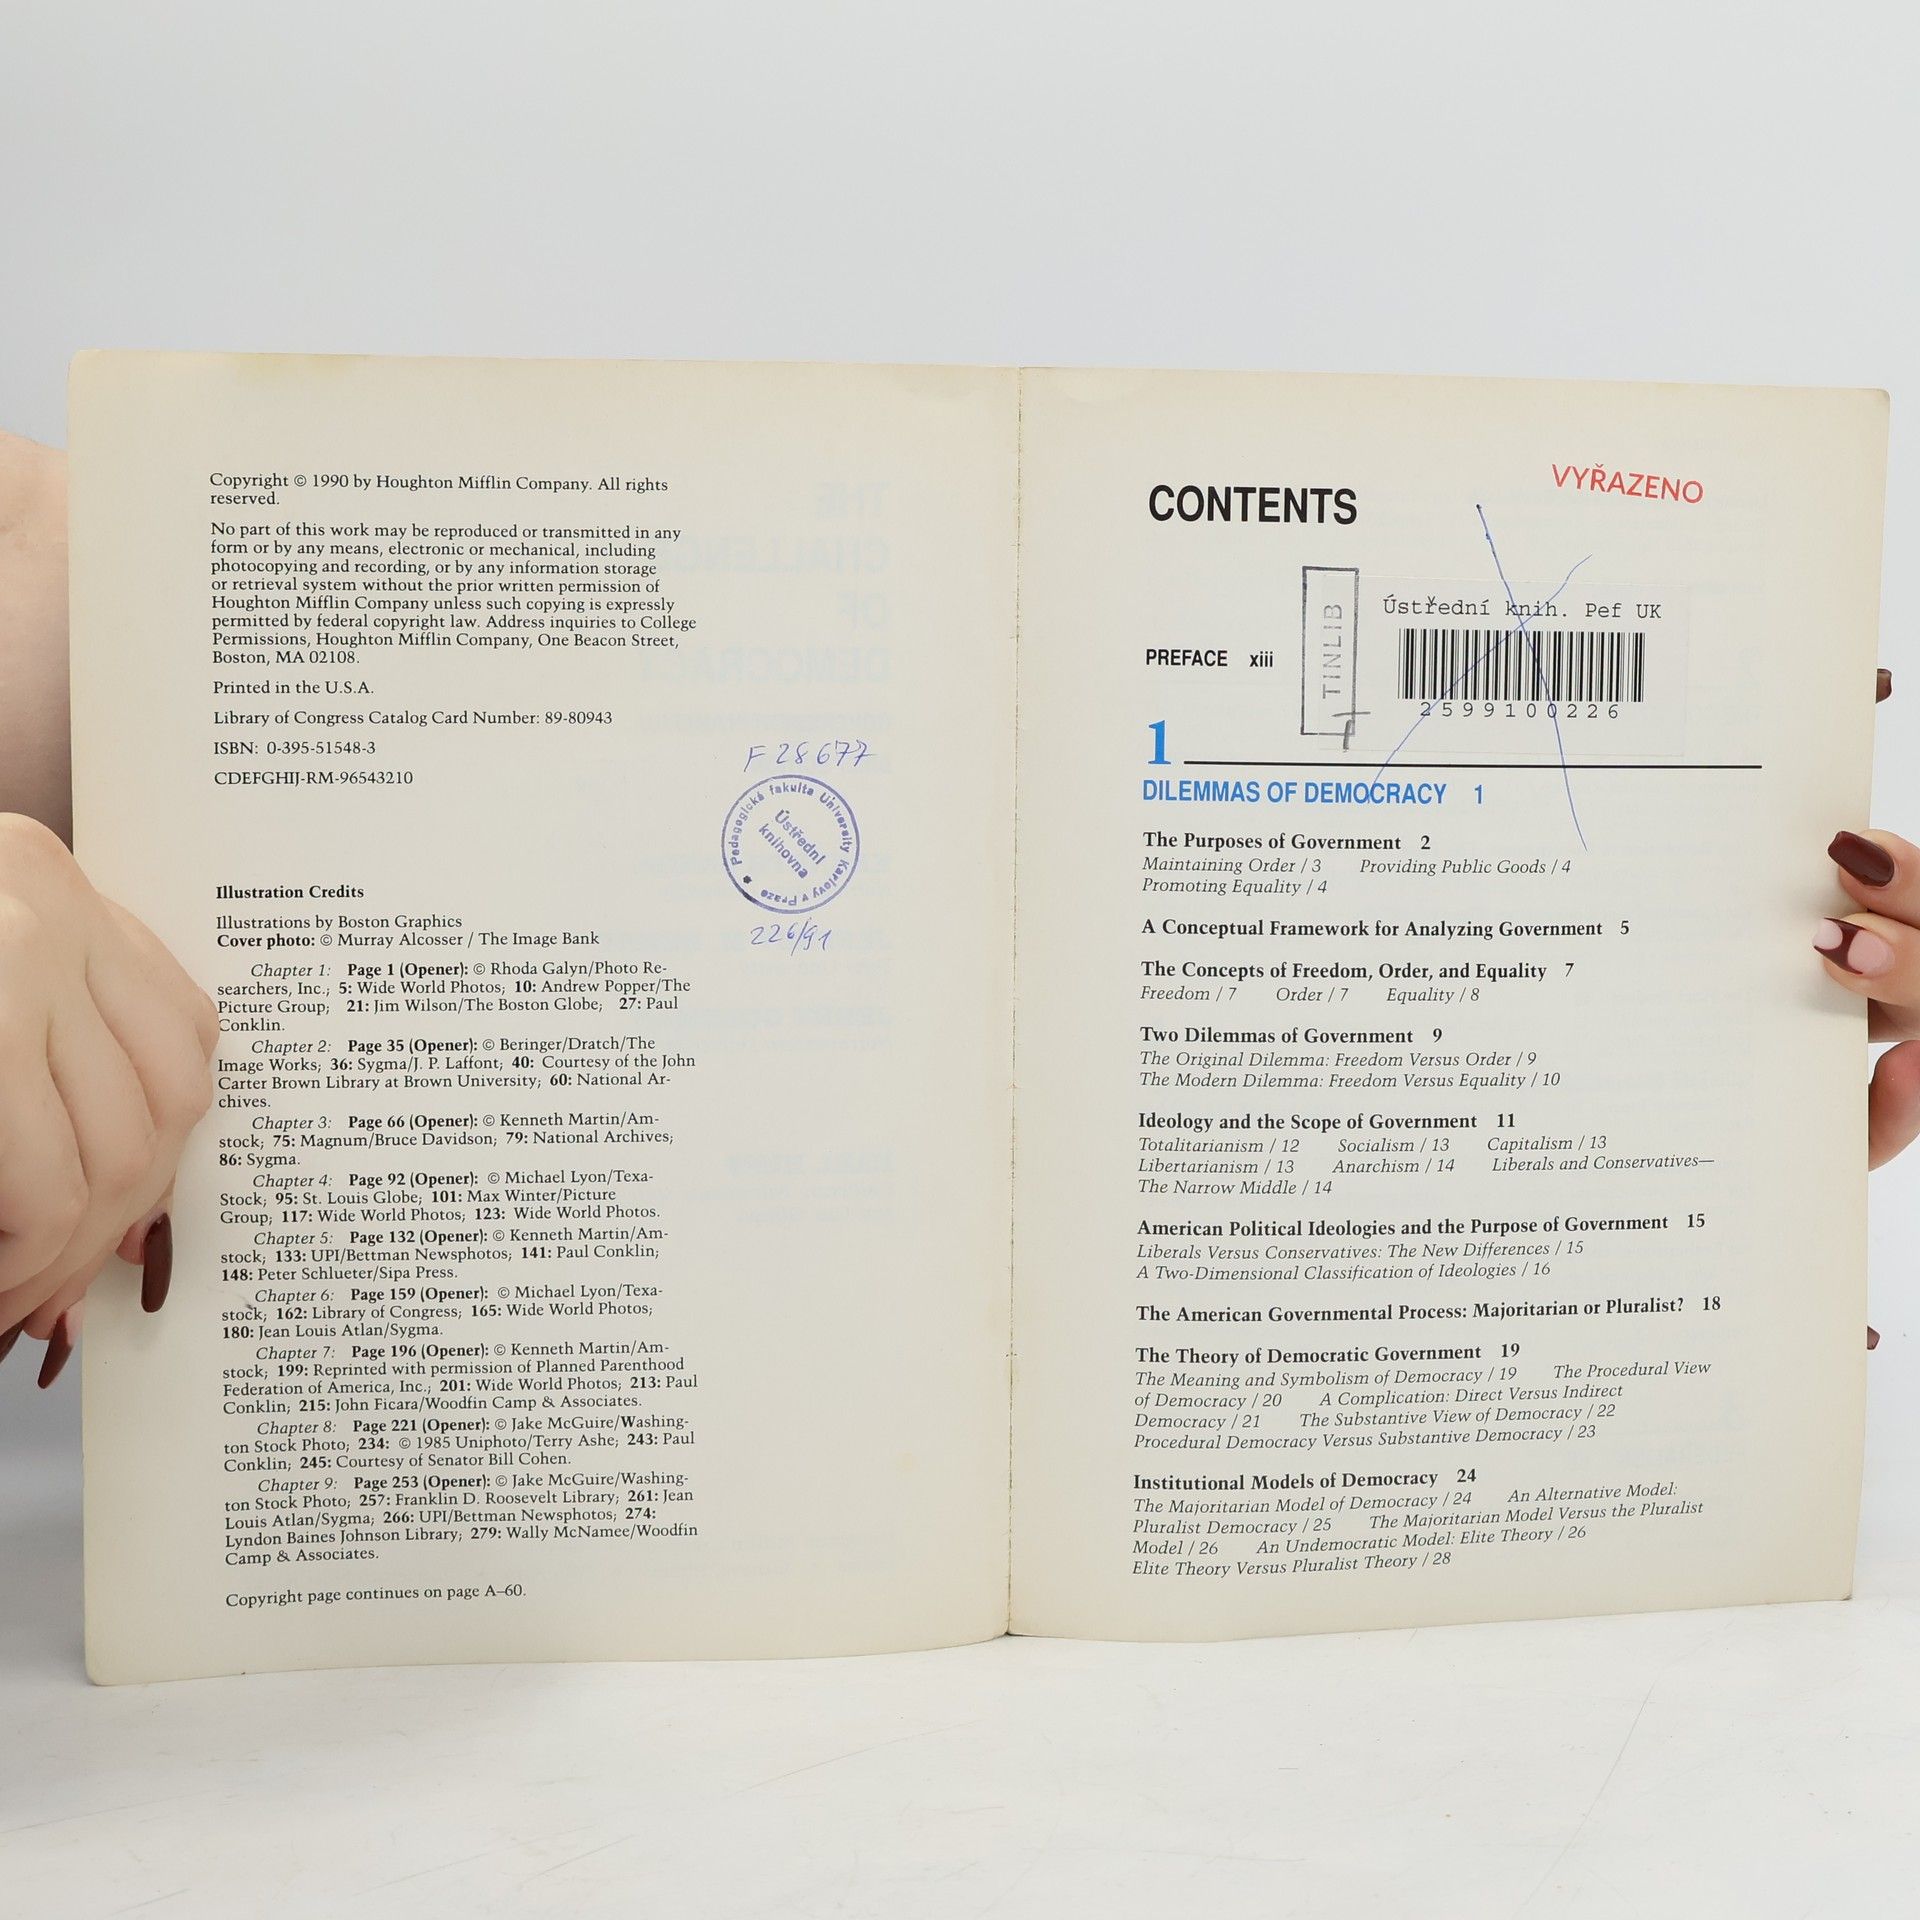 Copyright © 1990 by Houghton Mifflin Company. All rights
reserved.
No part of this work may be reproduced or transmitted in any
form or by any means, electronic or mechanical, including
photocopying and recording, or by any information storage
or retrieval system without the prior written permission of
Houghton Mifflin Company unless such copying is expressly
permitted by federal copyright law. Address inquiries to College
Permissions, Houghton Mifflin Company, One Beacon Street,
Boston, MA 02108.
Printed in the U.S.A.
Library of Congress Catalog Card Number: 89-80943
ISBN: 0-395-51548-3
CDEFGHIJ-RM-96543210
F 28677
Pedagogická fakulta University Karlovy v Praze
Ústřední
knihovna
226/91
Illustration Credits
Illustrations by Boston Graphics
Cover photo: © Murray Alcosser / The Image Bank
Chapter 1: Page 1 (Opener): © Rhoda Galyn/Photo Re-
searchers, Inc.; 5: Wide World Photos; 10: Andrew Popper/The
Picture Group; 21: Jim Wilson/The Boston Globe; 27: Paul
Conklin.
Chapter 2: Page 35 (Opener): © Beringer/Dratch/The
Image Works; 36: Sygma/J. P. Laffont; 40: Courtesy of the John
Carter Brown Library at Brown University; 60: National Ar-
chives.
Chapter 3: Page 66 (Opener): © Kenneth Martin/Am-
stock; 75: Magnum/Bruce Davidson; 79: National Archives;
86: Sygma.
Chapter 4: Page 92 (Opener): © Michael Lyon/Texa-
Stock; 95: St. Louis Globe; 101: Max Winter/Picture
Group; 117: Wide World Photos; 123: Wide World Photos.
Chapter 5: Page 132 (Opener): © Kenneth Martin/Am-
stock; 133: UPI/Bettman Newsphotos; 141: Paul Conklin;
148: Peter Schlueter/Sipa Press.
Chapter 6: Page 159 (Opener): © Michael Lyon/Texa-
stock; 162: Library of Congress; 165: Wide World Photos;
180: Jean Louis Atlan/Sygma.
Chapter 7: Page 196 (Opener): © Kenneth Martin/Am-
stock; 199: Reprinted with permission of Planned Parenthood
Federation of America, Inc.; 201: Wide World Photos; 213: Paul
Conklin; 215: John Ficara/Woodfin Camp & Associates.
Chapter 8: Page 221 (Opener): © Jake McGuire/Washing-
ton Stock Photo; 234: © 1985 Uniphoto/Terry Ashe; 243: Paul
Conklin; 245: Courtesy of Senator Bill Cohen.
Chapter 9: Page 253 (Opener): © Jake McGuire/Washing-
ton Stock Photo; 257: Franklin D. Roosevelt Library; 261: Jean
Louis Atlan/Sygma; 266: UPI/Bettman Newsphotos; 274:
Lyndon Baines Johnson Library; 279: Wally McNamee/Woodfin
Camp & Associates.
Copyright page continues on page A–60.
CONTENTS
VYŘAZENO
TINLIB
Ústřední knih. Pef UK
2599100226
PREFACE xiii
1
DILEMMAS OF DEMOCRACY 1
The Purposes of Government 2
Maintaining Order / 3 Providing Public Goods / 4
Promoting Equality / 4
A Conceptual Framework for Analyzing Government 5
The Concepts of Freedom, Order, and Equality 7
Freedom / 7 Order / 7 Equality / 8
Two Dilemmas of Government 9
The Original Dilemma: Freedom Versus Order / 9
The Modern Dilemma: Freedom Versus Equality / 10
Ideology and the Scope of Government 11
Totalitarianism / 12 Socialism / 13 Capitalism / 13
Libertarianism / 13 Anarchism / 14 Liberals and Conservatives—
The Narrow Middle / 14
American Political Ideologies and the Purpose of Government 15
Liberals Versus Conservatives: The New Differences / 15
A Two-Dimensional Classification of Ideologies / 16
The American Governmental Process: Majoritarian or Pluralist? 18
The Theory of Democratic Government 19
The Meaning and Symbolism of Democracy / 19 The Procedural View
of Democracy / 20 A Complication: Direct Versus Indirect
Democracy / 21 The Substantive View of Democracy / 22
Procedural Democracy Versus Substantive Democracy / 23
Institutional Models of Democracy 24
The Majoritarian Model of Democracy / 24 An Alternative Model:
Pluralist Democracy / 25 The Majoritarian Model Versus the Pluralist
Model / 26 An Undemocratic Model: Elite Theory / 26
Elite Theory Versus Pluralist Theory / 28